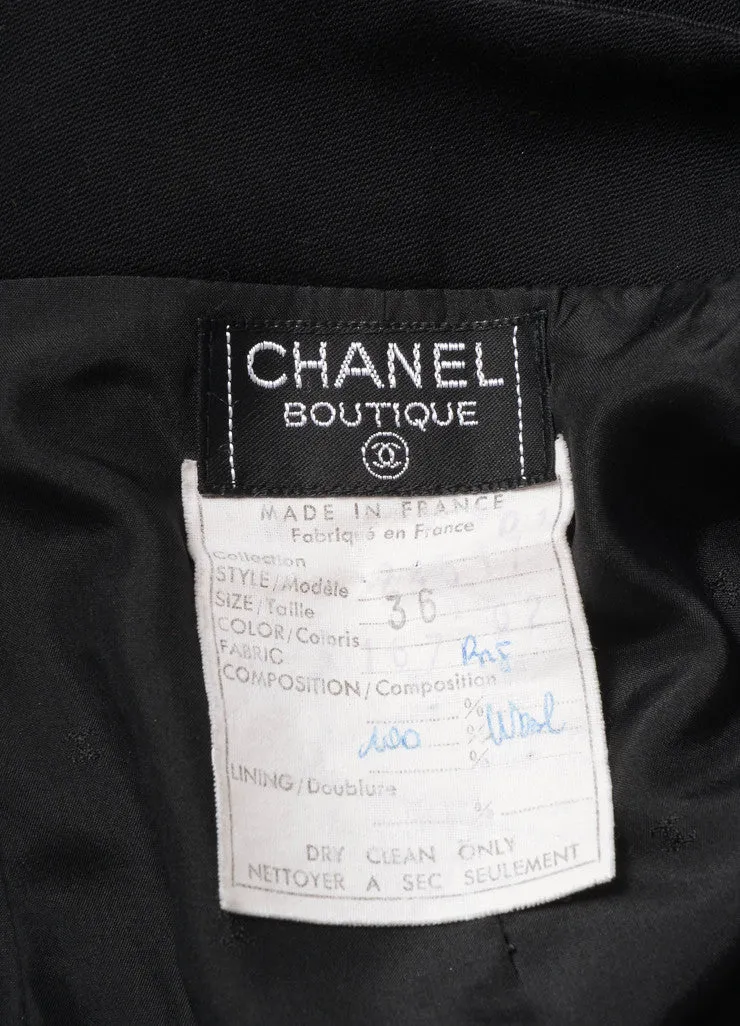 CHANEL
BOUTIQUE
MADE IN FRANCE
Fabriqué en France
Collection
STYLE/Modèle
SIZE/Taille 36
COLOR/Coloris
FABRIC 167
COMPOSITION/Composition
%
100 % Wool
%
LINING/Doublure
%
DRY CLEAN ONLY
NETTOYER A SEC SEULEMENT